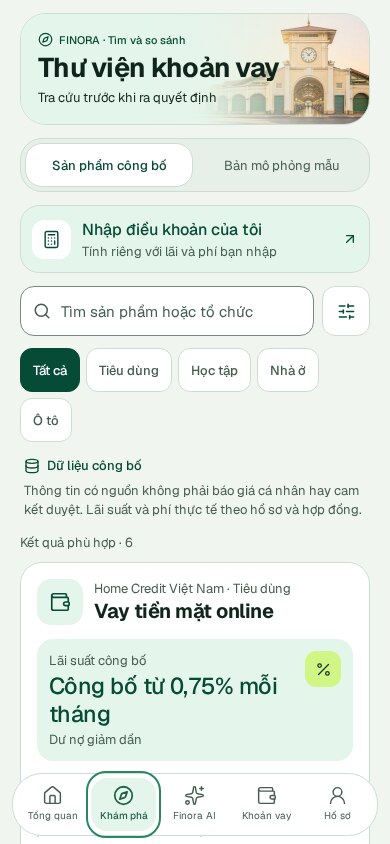 FINORA · Tìm và so sánh
Thư viện khoản vay
Tra cứu trước khi ra quyết định
Sản phẩm công bố
Bản mô phỏng mẫu
Nhập điều khoản của tôi
Tính riêng với lãi và phí bạn nhập
Tìm sản phẩm hoặc tổ chức
Tất cả
Tiêu dùng
Học tập
Nhà ở
Ô tô
Dữ liệu công bố
Thông tin có nguồn không phải báo giá cá nhân hay cam
kết duyệt. Lãi suất và phí thực tế theo hồ sơ và hợp đồng.
Kết quả phù hợp · 6
Home Credit Việt Nam · Tiêu dùng
Vay tiền mặt online
Lãi suất công bố
Công bố từ 0,75% mỗi
tháng
Dư nợ giảm dần
Tổng quan
Khám phá
Finora AI
Khoản vay
Hồ sơ